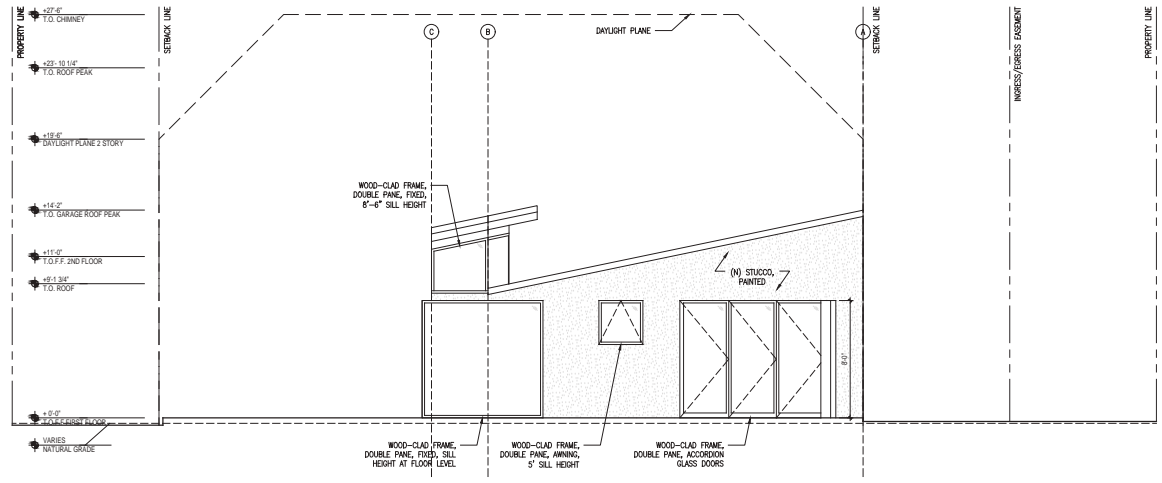 +27'-6"
T.O. CHIMNEY
+23'- 10 1/4"
T.O. ROOF PEAK
+19'-6"
DAYLIGHT PLANE 2 STORY
+14'-2"
T.O. GARAGE ROOF PEAK
+11'-0"
T.O.F.F. 2ND FLOOR
+9'-1 3/4"
T.O. ROOF
+ 0'-0"
T.O.F.F FIRST FLOOR
VARIES
NATURAL GRADE
PROPERTY LINE
SETBACK LINE
C
B
DAYLIGHT PLANE
A
SETBACK LINE
INGRESS/EGRESS EASEMENT
PROPERTY LINE
WOOD-CLAD FRAME,
DOUBLE PANE, FIXED,
8'-6" SILL HEIGHT
(N) STUCCO,
PAINTED
8'-0"
WOOD-CLAD FRAME,
DOUBLE PANE, FIXED, SILL
HEIGHT AT FLOOR LEVEL
WOOD-CLAD FRAME,
DOUBLE PANE, AWNING,
5' SILL HEIGHT
WOOD-CLAD FRAME,
DOUBLE PANE, ACCORDION
GLASS DOORS